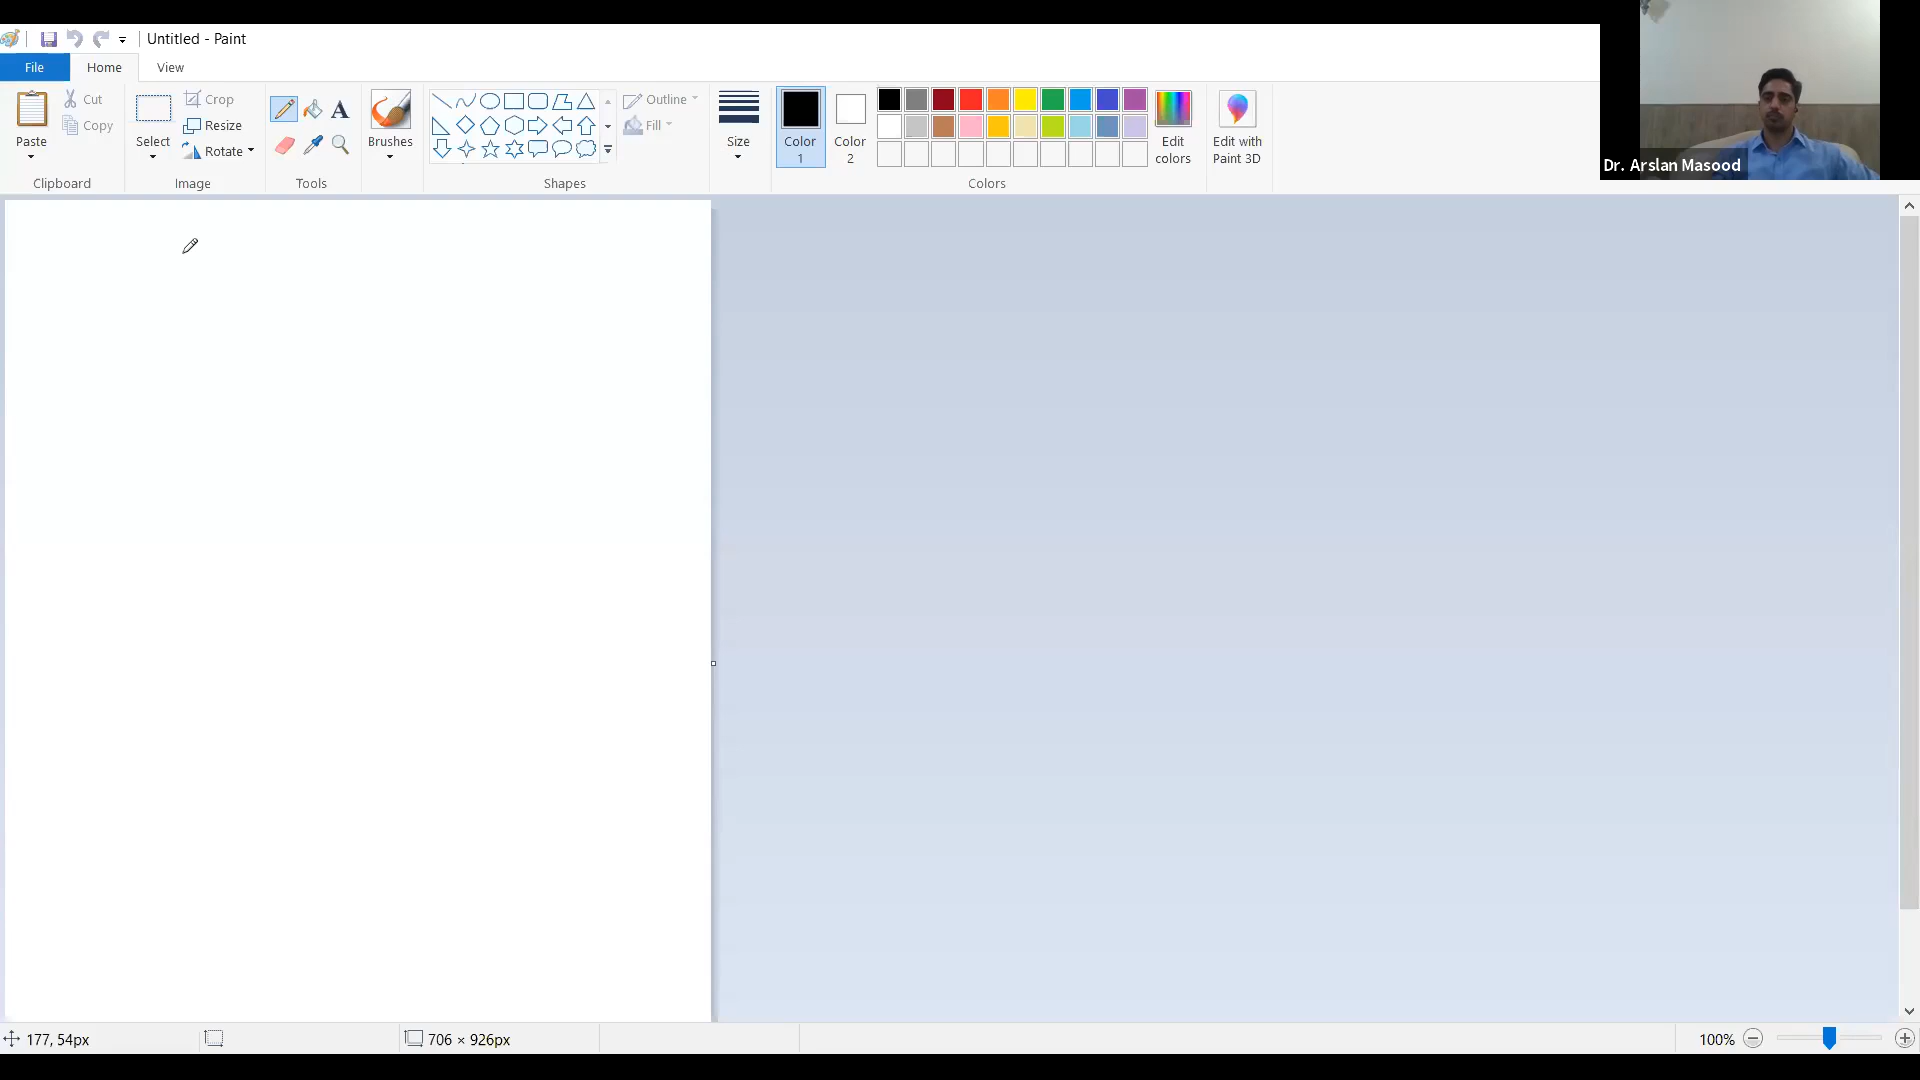 Untitled - Paint
File
Home
View
Paste
Cut
Copy
Clipboard
Select
Crop
Resize
Rotate
Image
A
Tools
Brushes
Outline
Fill
Shapes
Size
Color 1
Color 2
Edit colors
Colors
Edit with Paint 3D
Dr. Arslan Masood
177, 54px
706 × 926px
100%